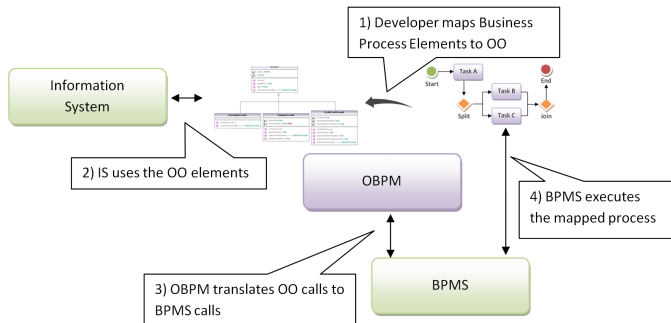 1) Developer maps Business
Process Elements to OO
Information
System
Start
Task A
Split
Task B
Task C
End
Join
2) IS uses the OO elements
OBPM
4) BPMS executes
the mapped process
3) OBPM translates OO calls to
BPMS calls
BPMS